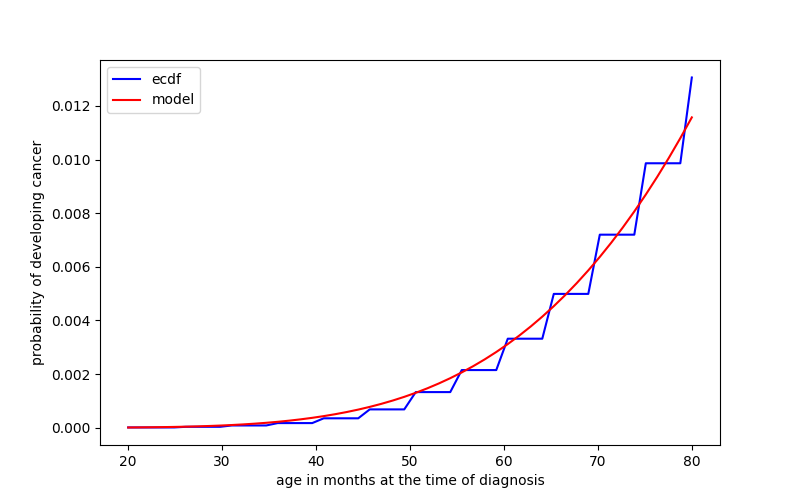 ecdf
model
0.012
0.010
0.008
0.006
0.004
0.002
0.000
probability of developing cancer
20 30 40 50 60 70 80
age in months at the time of diagnosis